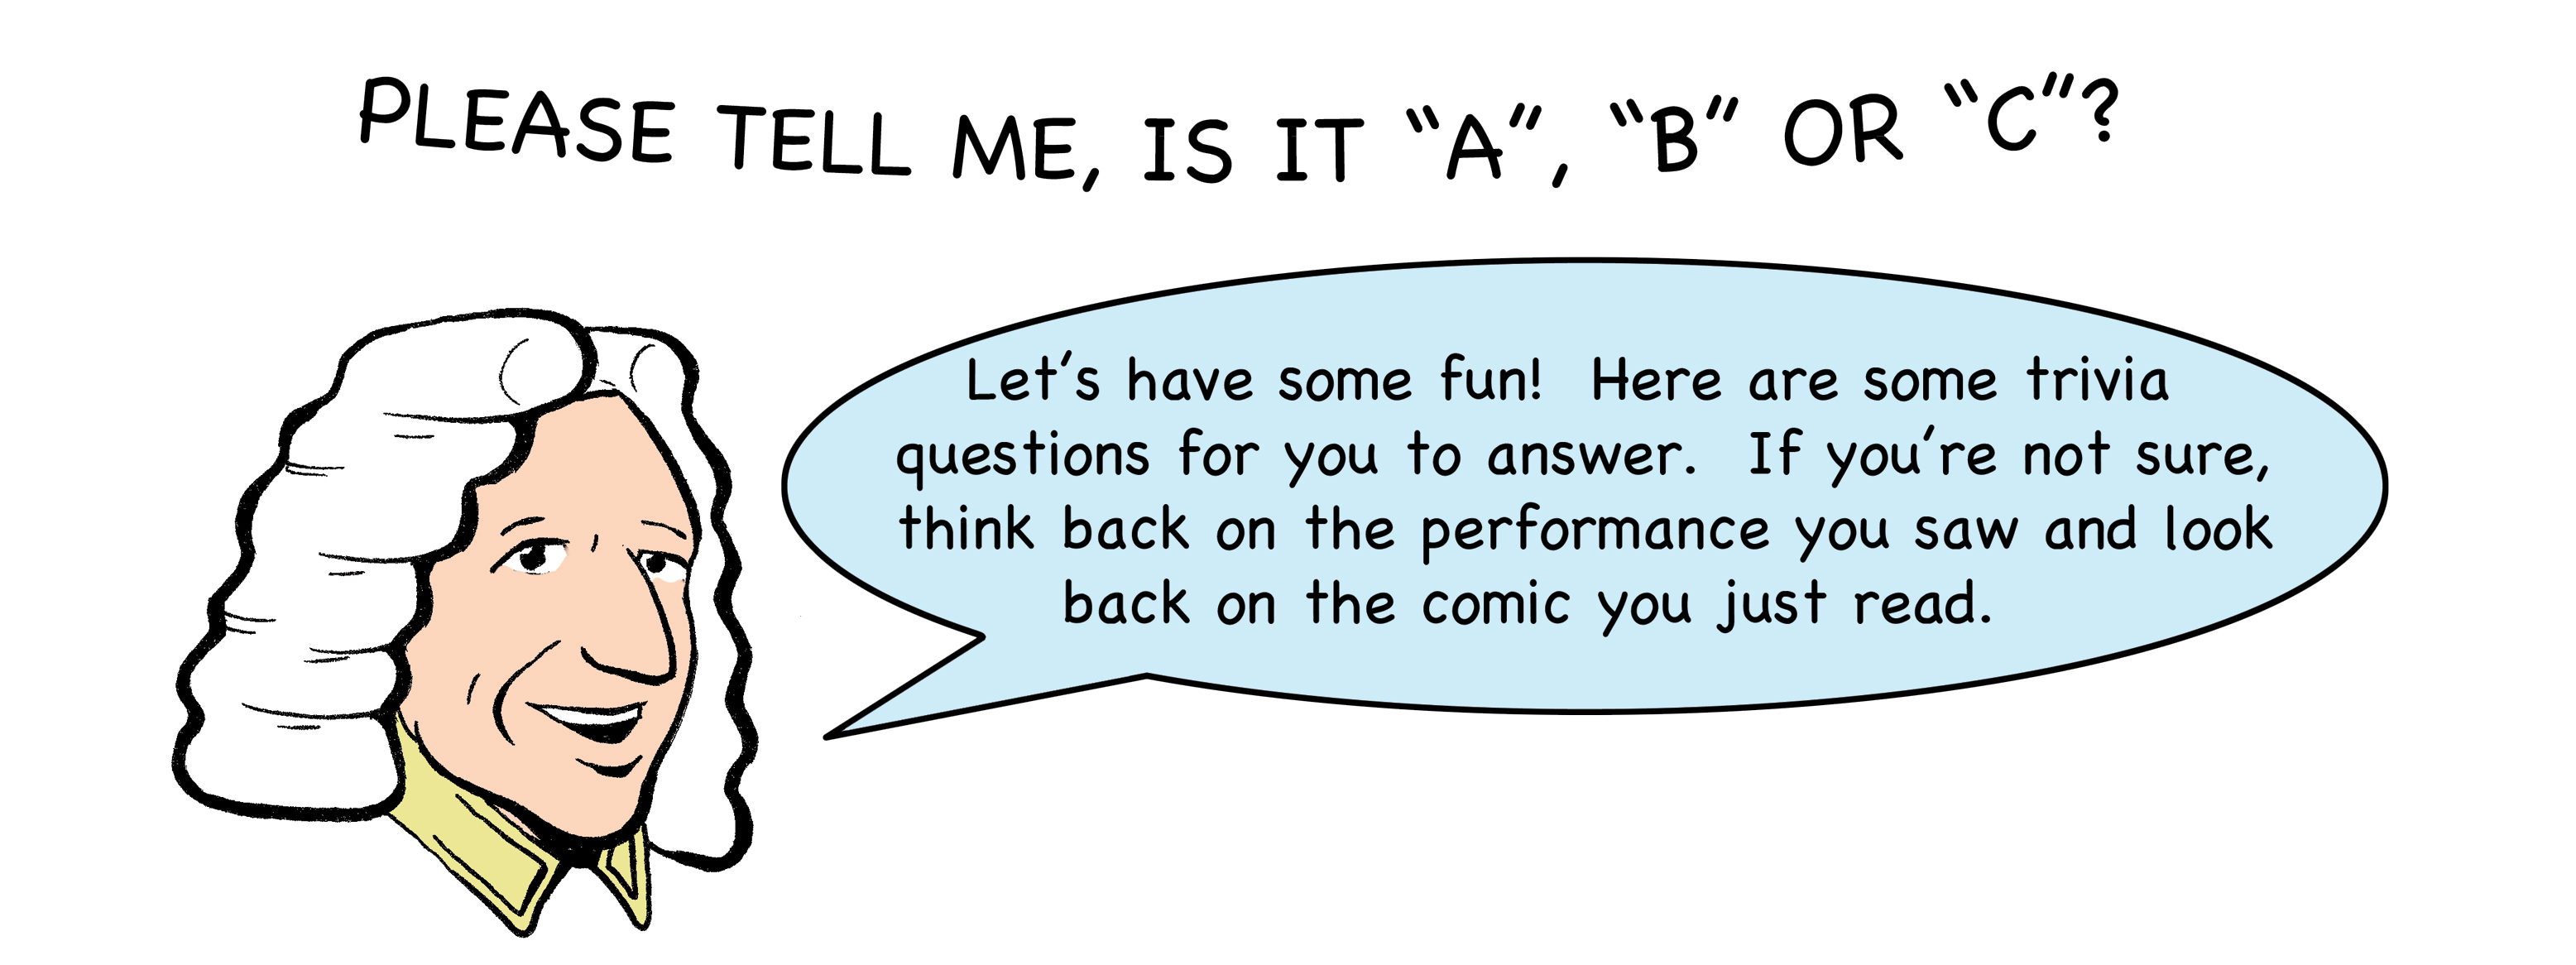 PLEASE TELL ME, IS IT “A”, “B” OR “C”?
Let’s have some fun!  Here are some trivia
questions for you to answer.  If you’re not sure,
think back on the performance you saw and look
back on the comic you just read.